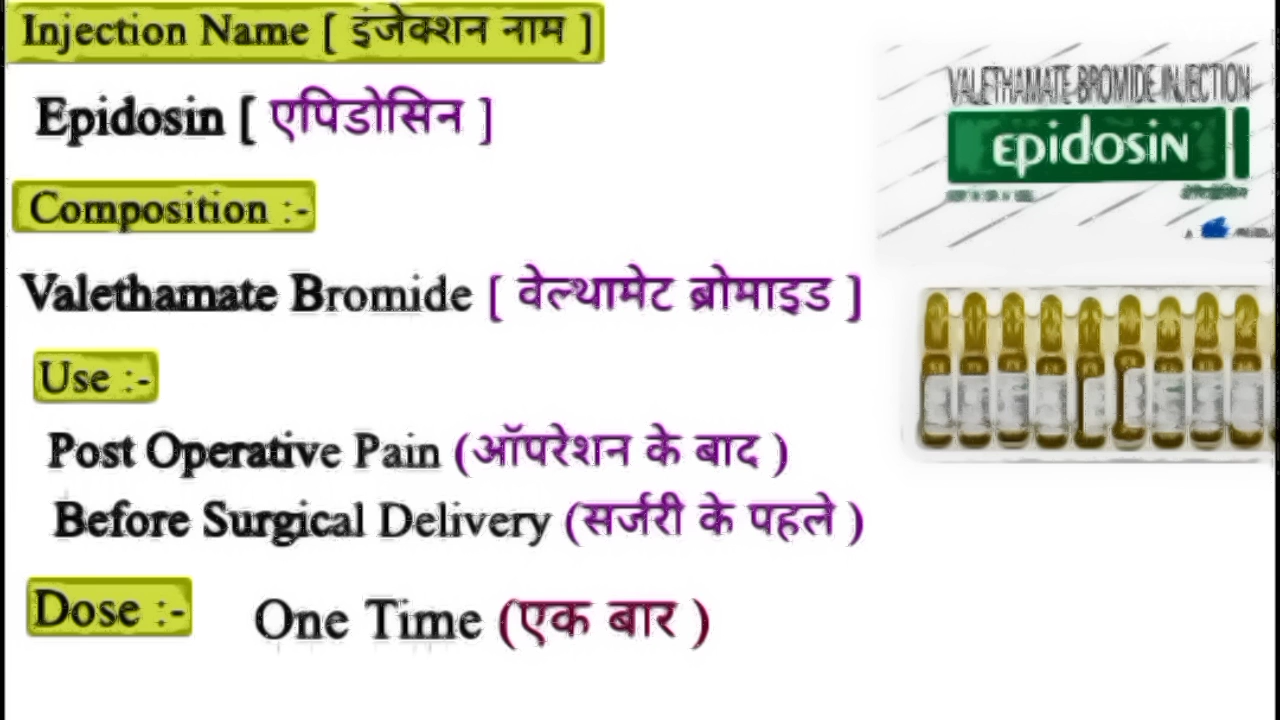 Injection Name [ इंजेक्शन नाम ]
Epidosin [ एपिडोसिन ]
Composition :-
Valethamate Bromide [ वेल्थामेट ब्रोमाइड ]
Use :-
Post Operative Pain (ऑपरेशन के बाद )
Before Surgical Delivery (सर्जरी के पहले )
Dose :- One Time (एक बार )
VALETHAMATE BROMIDE INJECTION
EpidosiN